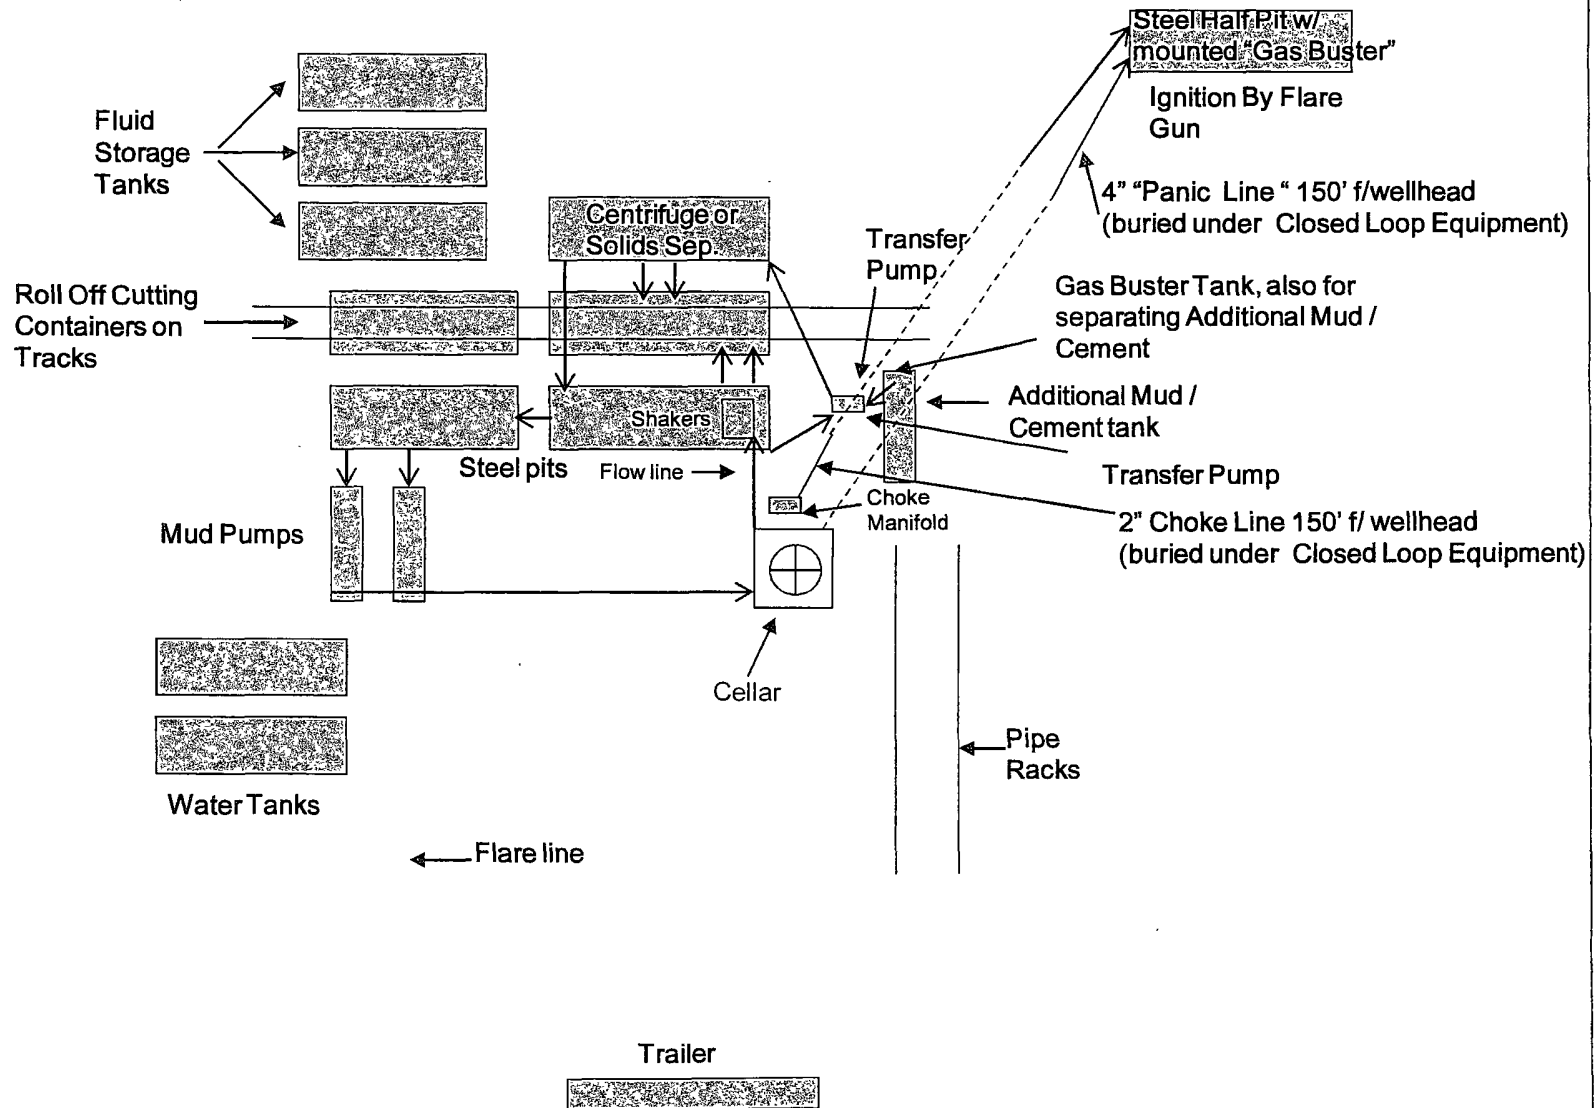 Steel Half Pit w/
mounted "Gas Buster"
Ignition By Flare
Gun
Fluid
Storage
Tanks
4" "Panic Line " 150' f/wellhead
(buried under Closed Loop Equipment)
Centrifuge or
Solids Sep.
Transfer
Pump
Roll Off Cutting
Containers on
Tracks
Gas Buster Tank, also for
separating Additional Mud /
Cement
Additional Mud /
Cement tank
Shakers
Steel pits
Flow line
Transfer Pump
Choke
Manifold
2" Choke Line 150' f/ wellhead
(buried under Closed Loop Equipment)
Mud Pumps
Cellar
Pipe
Racks
Water Tanks
Flare line
Trailer